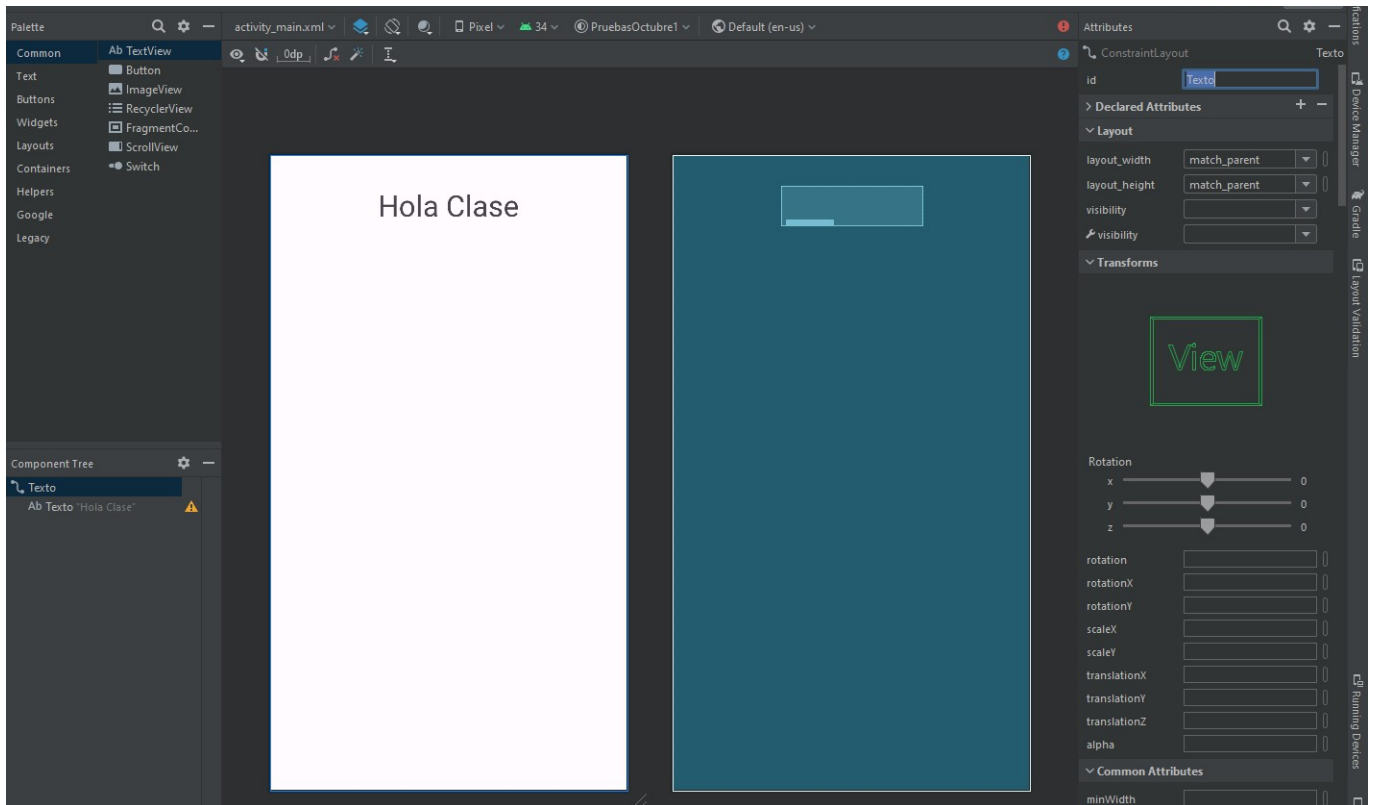 Palette
Common
Text
Buttons
Widgets
Layouts
Containers
Helpers
Google
Legacy
Ab TextView
Button
ImageView
RecyclerView
FragmentCo...
ScrollView
Switch
Component Tree
Texto
Ab Texto "Hola Clase"
activity_main.xml
Pixel
34
PruebasOctubre1
Default (en-us)
0dp
Hola Clase
Attributes
ConstraintLayout Texto
id Texto
Declared Attributes
Layout
layout_width match_parent
layout_height match_parent
visibility
visibility
Transforms
View
Rotation
x 0
y 0
z 0
rotation
rotationX
rotationY
scaleX
scaleY
translationX
translationY
translationZ
alpha
Common Attributes
minWidth
ifications
Device Manager
Gradle
Layout Validation
Running Devices